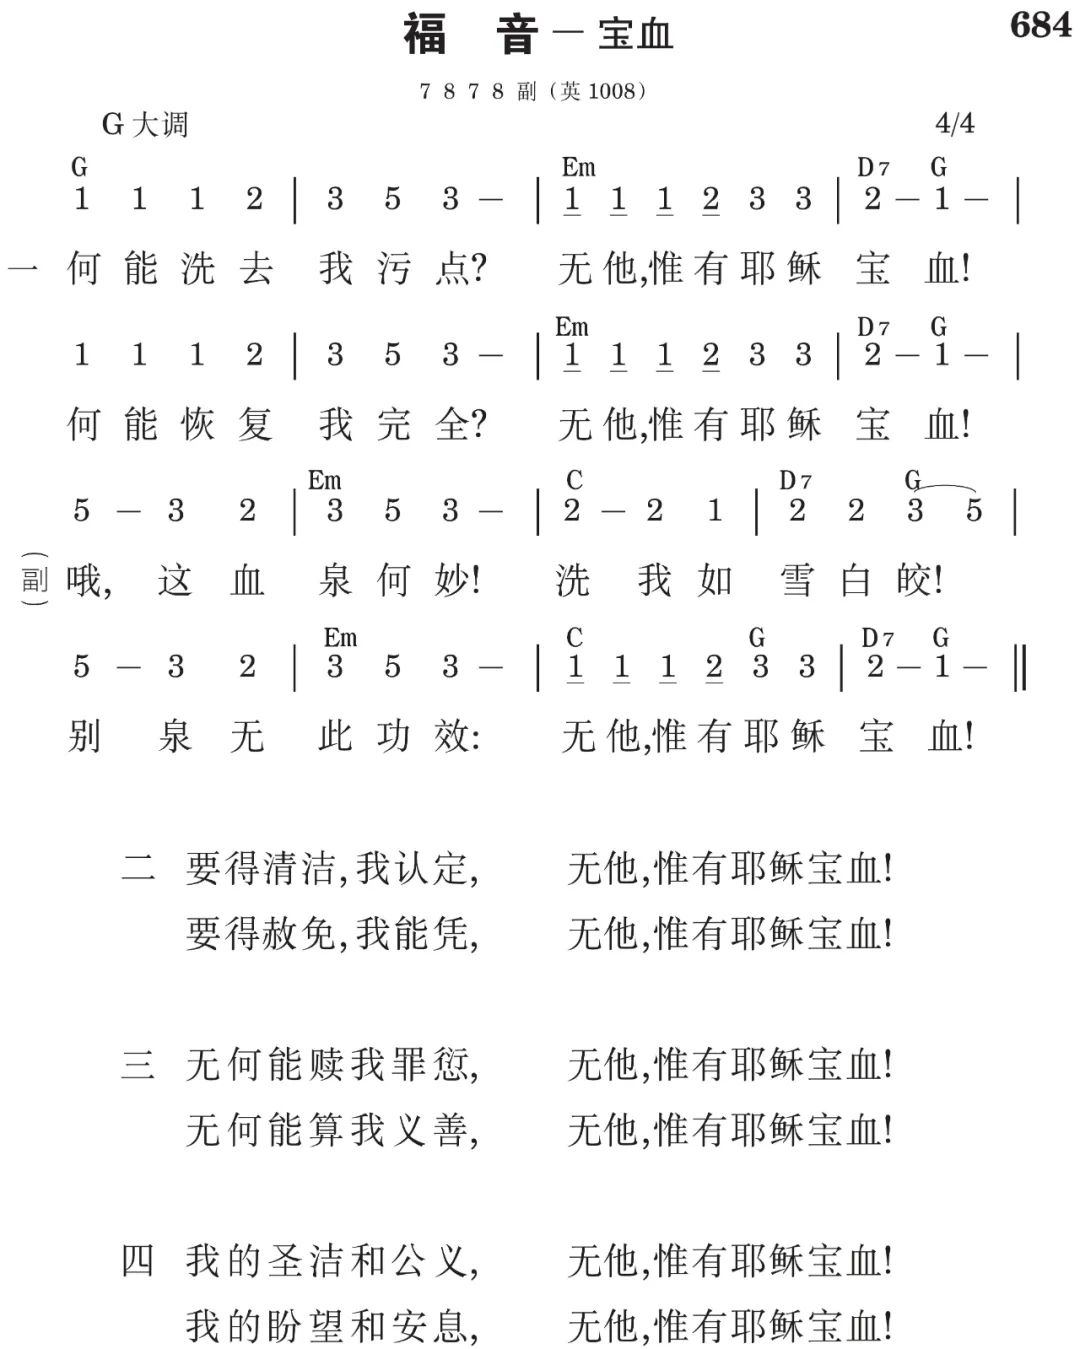 福 音 — 宝血 684
7 8 7 8 副（英 1008）
G 大调 4/4
G Em D7 G
1 1 1 2 | 3 5 3 – | 1 1 1 2 3 3 | 2 – 1 – |
一 何能洗去 我污点? 无他,惟有耶稣 宝 血!
Em D7 G
1 1 1 2 | 3 5 3 – | 1 1 1 2 3 3 | 2 – 1 – |
何能恢复 我完全? 无他,惟有耶稣 宝 血!
Em C D7 G
5 – 3 2 | 3 5 3 – | 2 – 2 1 | 2 2 3 5 |
(副) 哦, 这血 泉何妙! 洗 我如 雪白皎!
Em C G D7 G
5 – 3 2 | 3 5 3 – | 1 1 1 2 3 3 | 2 – 1 – ‖
别 泉无 此功效: 无他,惟有耶稣 宝 血!
二 要得清洁,我认定, 无他,惟有耶稣宝血!
要得赦免,我能凭, 无他,惟有耶稣宝血!
三 无何能赎我罪愆, 无他,惟有耶稣宝血!
无何能算我义善, 无他,惟有耶稣宝血!
四 我的圣洁和公义, 无他,惟有耶稣宝血!
我的盼望和安息, 无他,惟有耶稣宝血!